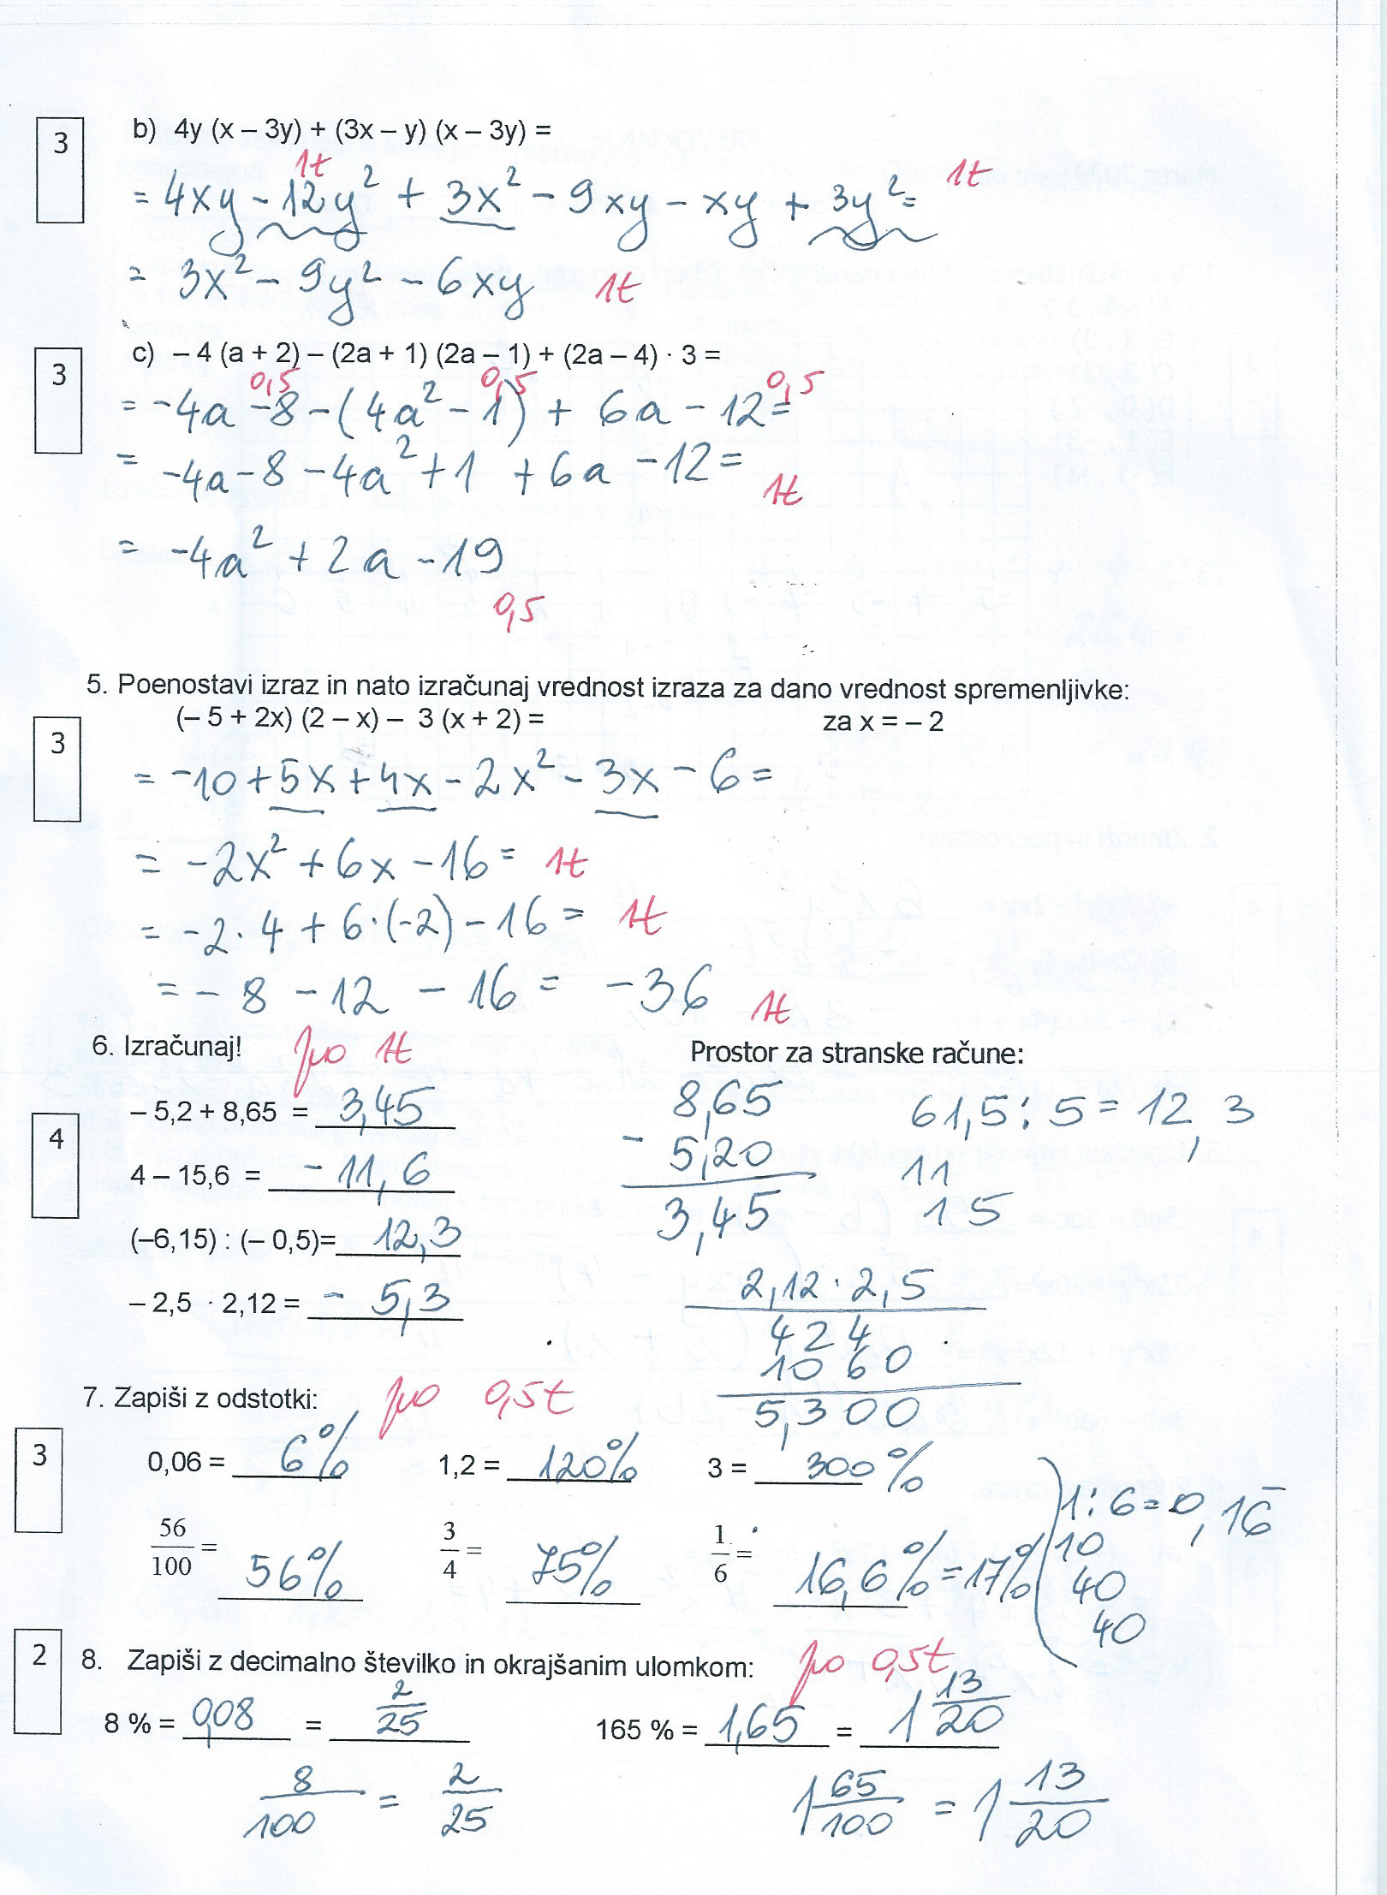 3
b) 4y (x – 3y) + (3x – y) (x – 3y) =
1t 1t
= 4xy - 12y² + 3x² - 9xy - xy + 3y² =
= 3x² - 9y² - 6xy 1t
3
c) – 4 (a + 2) – (2a + 1) (2a – 1) + (2a – 4) · 3 =
0,5 0,5 0,5
= -4a -8 - (4a² - 1) + 6a - 12 =
= -4a - 8 - 4a² + 1 + 6a - 12 =
1t
= -4a² + 2a - 19
0,5
5. Poenostavi izraz in nato izračunaj vrednost izraza za dano vrednost spremenljivke:
3
(– 5 + 2x) (2 – x) – 3 (x + 2) = za x = – 2
= -10 + 5x + 4x - 2x² - 3x - 6 =
= -2x² + 6x - 16 = 1t
= -2 · 4 + 6 · (-2) - 16 = 1t
= - 8 - 12 - 16 = -36 1t
6. Izračunaj! po 1t
4
– 5,2 + 8,65 = 3,45
4 – 15,6 = - 11,6
(–6,15) : (– 0,5)= 12,3
– 2,5 · 2,12 = - 5,3
Prostor za stranske račune:
8,65
- 5,20
3,45
61,5 : 5 = 12,3
11
15
2,12 · 2,5
424
1060
5,300
7. Zapiši z odstotki: po 0,5t
3
0,06 = 6% 1,2 = 120% 3 = 300%
56/100 = 56% 3/4 = 75% 1/6 = 16,6% = 17%
1 : 6 = 0,16̅
10
40
40
2
8. Zapiši z decimalno številko in okrajšanim ulomkom: po 0,5t
8 % = 0,08 = 2/25 165 % = 1,65 = 1 13/20
8/100 = 2/25 1 65/100 = 1 13/20